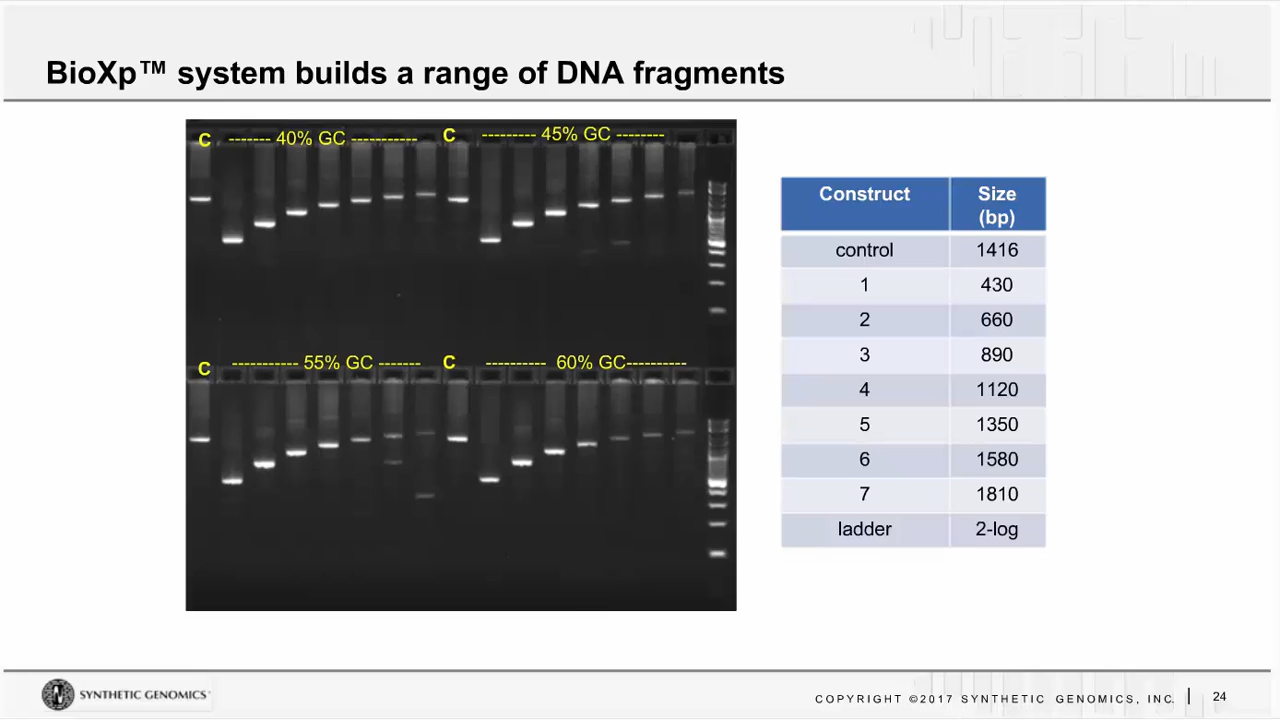 BioXp™ system builds a range of DNA fragments
C ------- 40% GC ----------- C --------- 45% GC --------
C ----------- 55% GC ------- C ---------- 60% GC----------
Construct Size (bp)
control 1416
1 430
2 660
3 890
4 1120
5 1350
6 1580
7 1810
ladder 2-log
SYNTHETIC GENOMICS®
COPYRIGHT ©2017 SYNTHETIC GENOMICS, INC. | 24